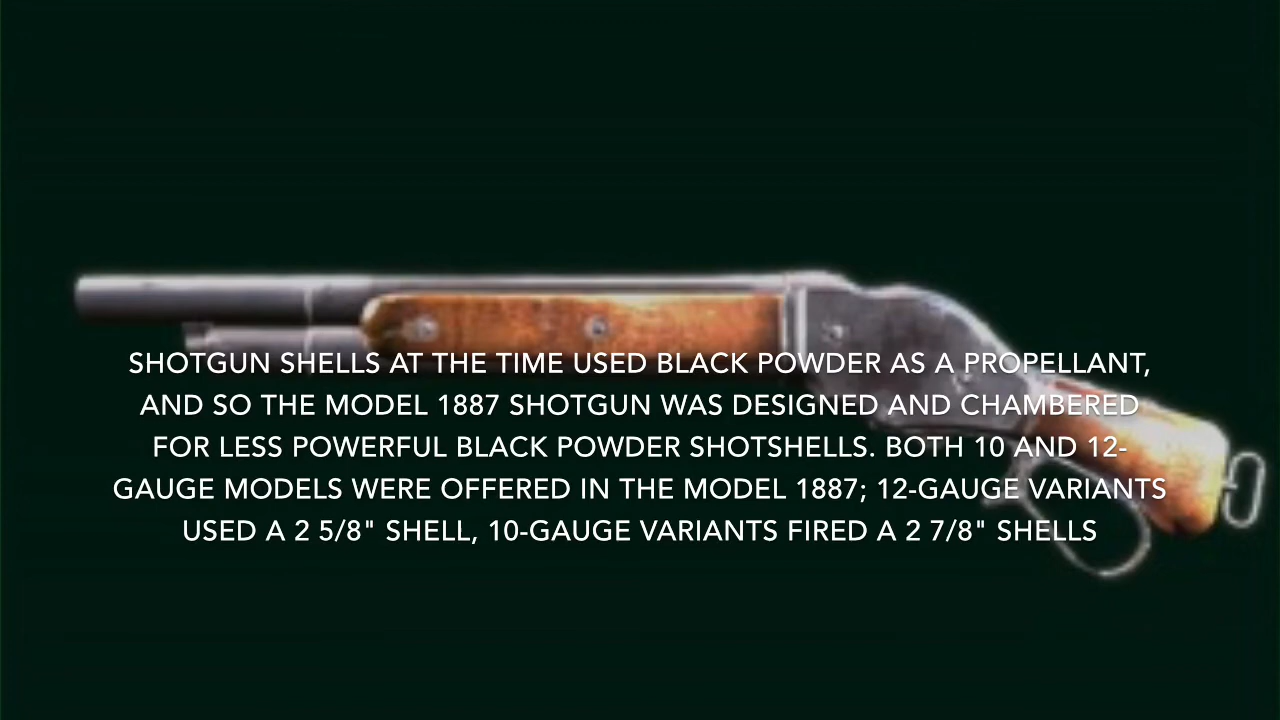 SHOTGUN SHELLS AT THE TIME USED BLACK POWDER AS A PROPELLANT,
AND SO THE MODEL 1887 SHOTGUN WAS DESIGNED AND CHAMBERED
FOR LESS POWERFUL BLACK POWDER SHOTSHELLS. BOTH 10 AND 12-
GAUGE MODELS WERE OFFERED IN THE MODEL 1887; 12-GAUGE VARIANTS
USED A 2 5/8" SHELL, 10-GAUGE VARIANTS FIRED A 2 7/8" SHELLS